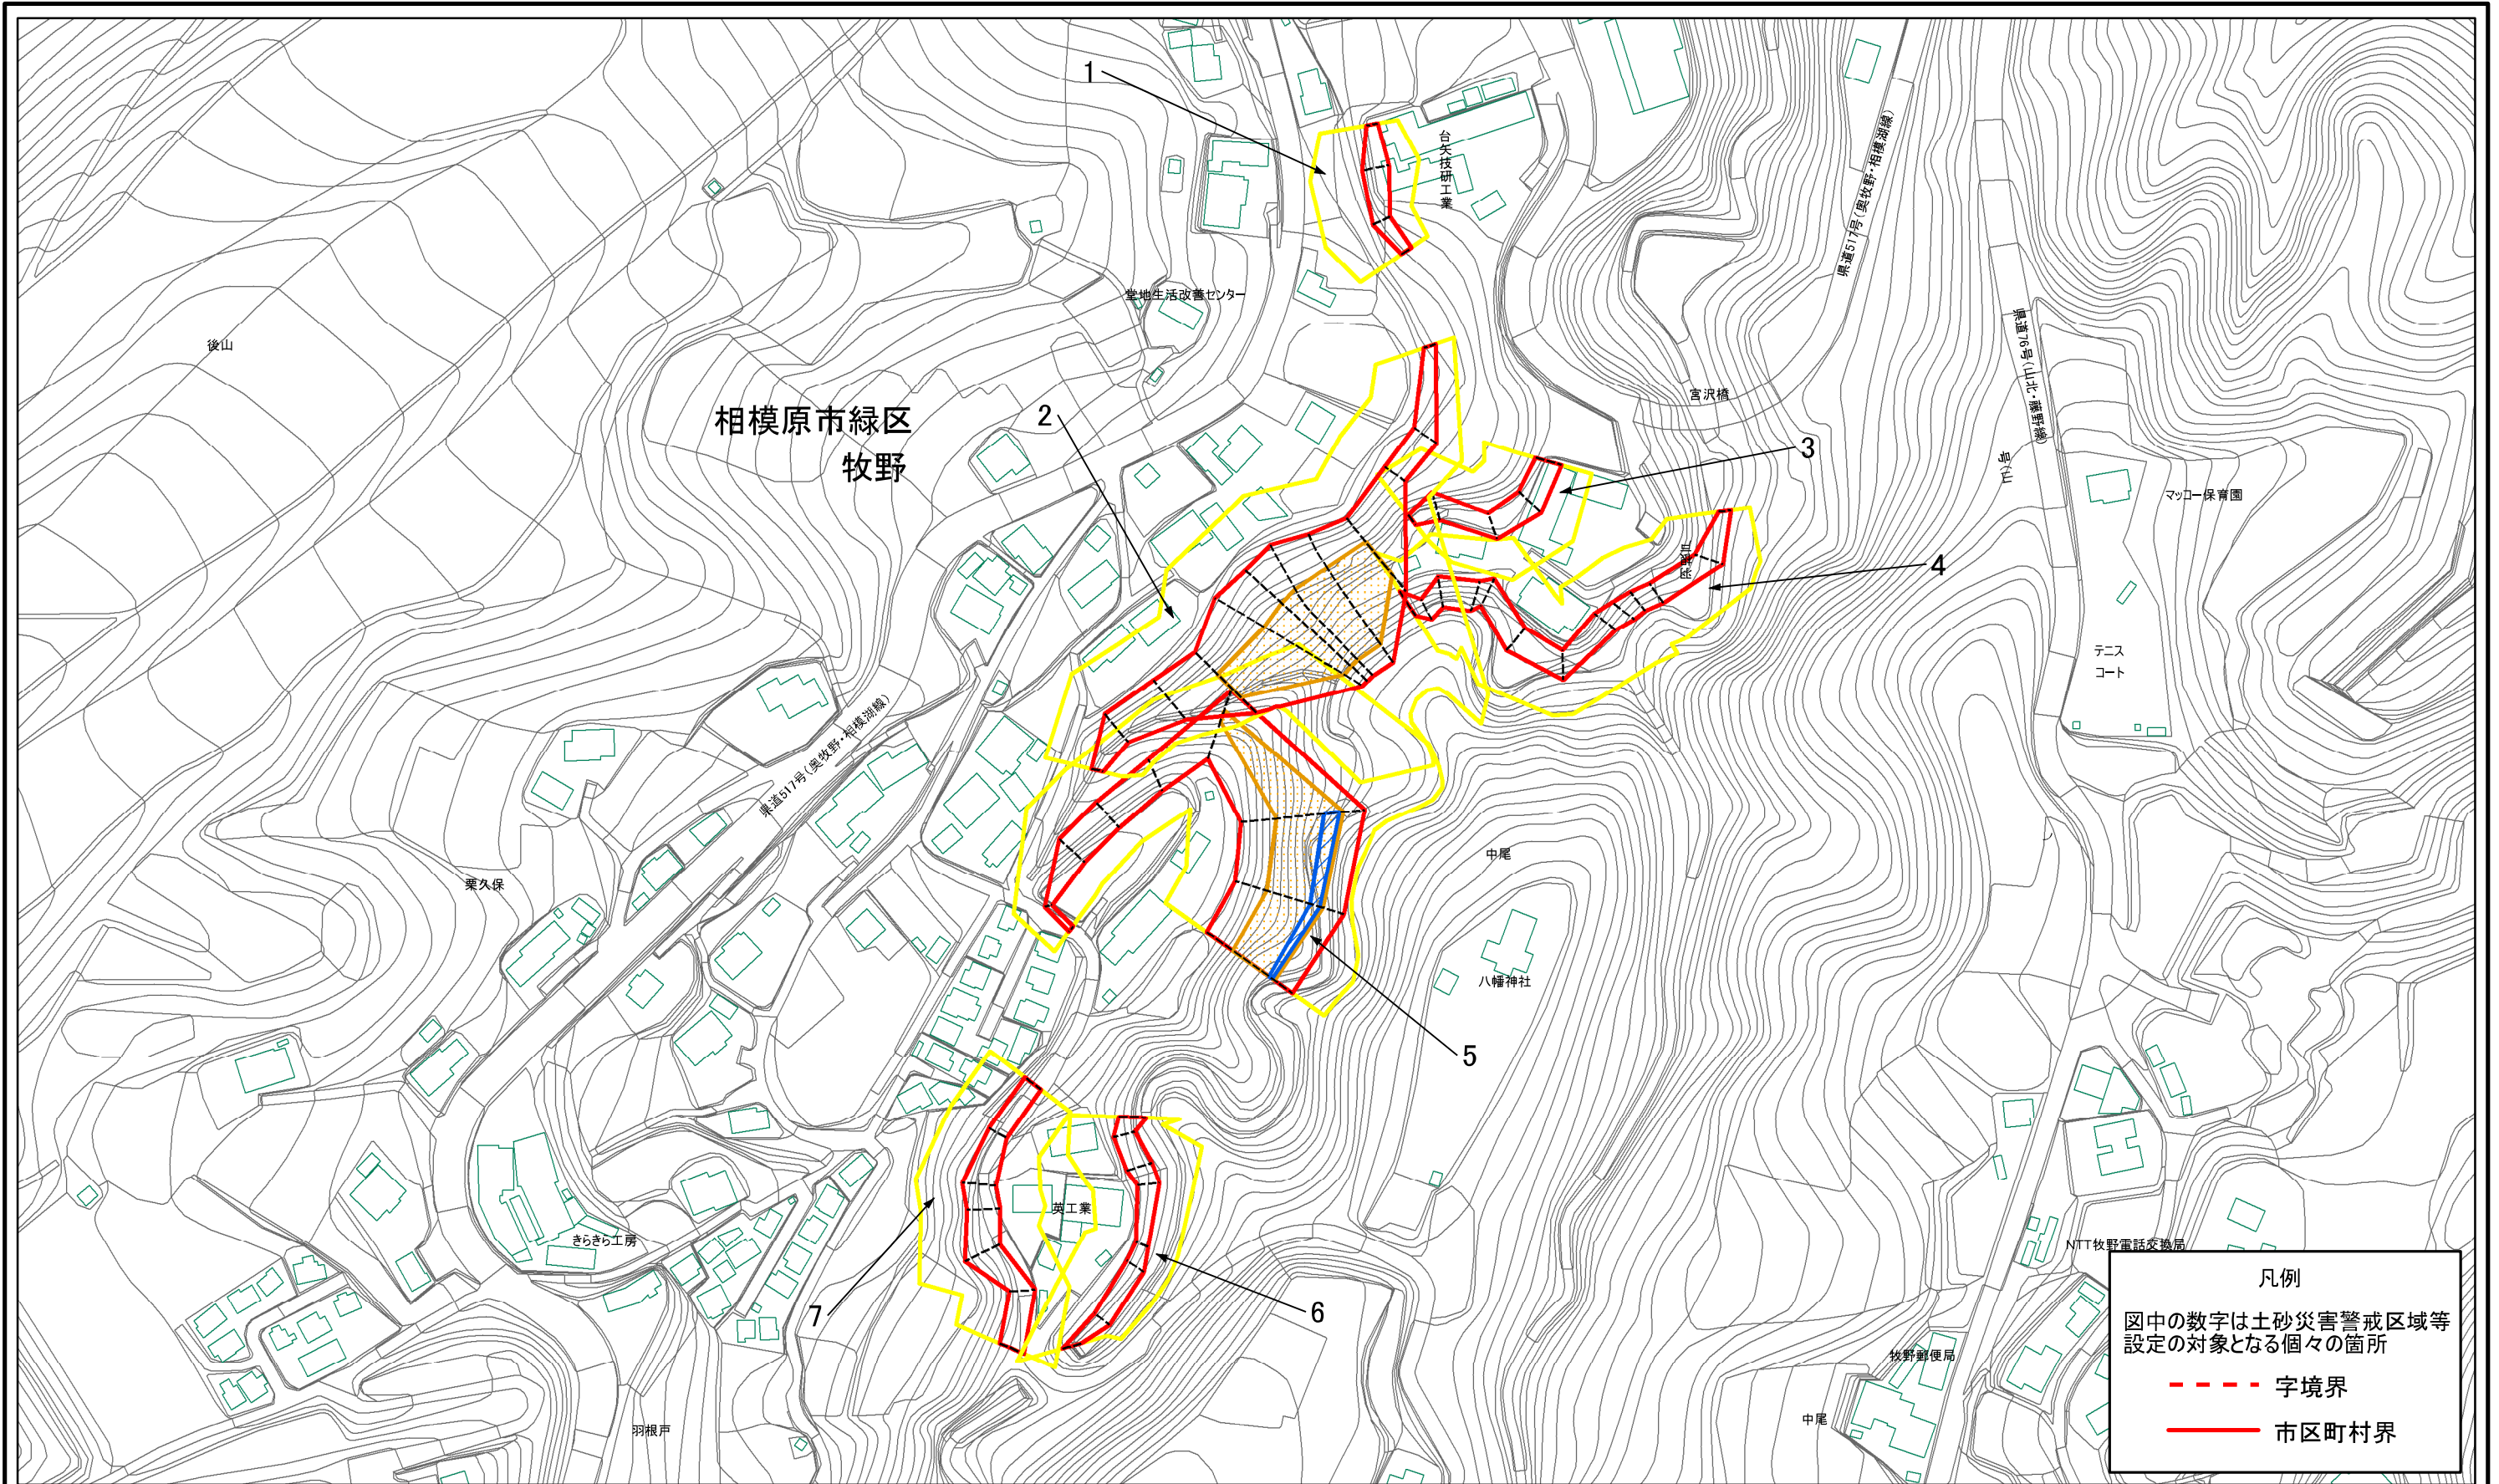 1
台矢技研工業
県道517号(奥牧野・相模湖線)
堂地生活改善センター
後山
県道76号(山北・藤野線)
宮沢橋
相模原市緑区
牧野
2
3
号(山
マッコー保育園
4
テニス
コート
県道517号(奥牧野・相模湖線)
中尾
栗久保
八幡神社
5
英工業
きらきら工房
NTT牧野電話交換局
7
6
牧野郵便局
中尾
羽根戸
凡例
図中の数字は土砂災害警戒区域等
設定の対象となる個々の箇所
字境界
市区町村界